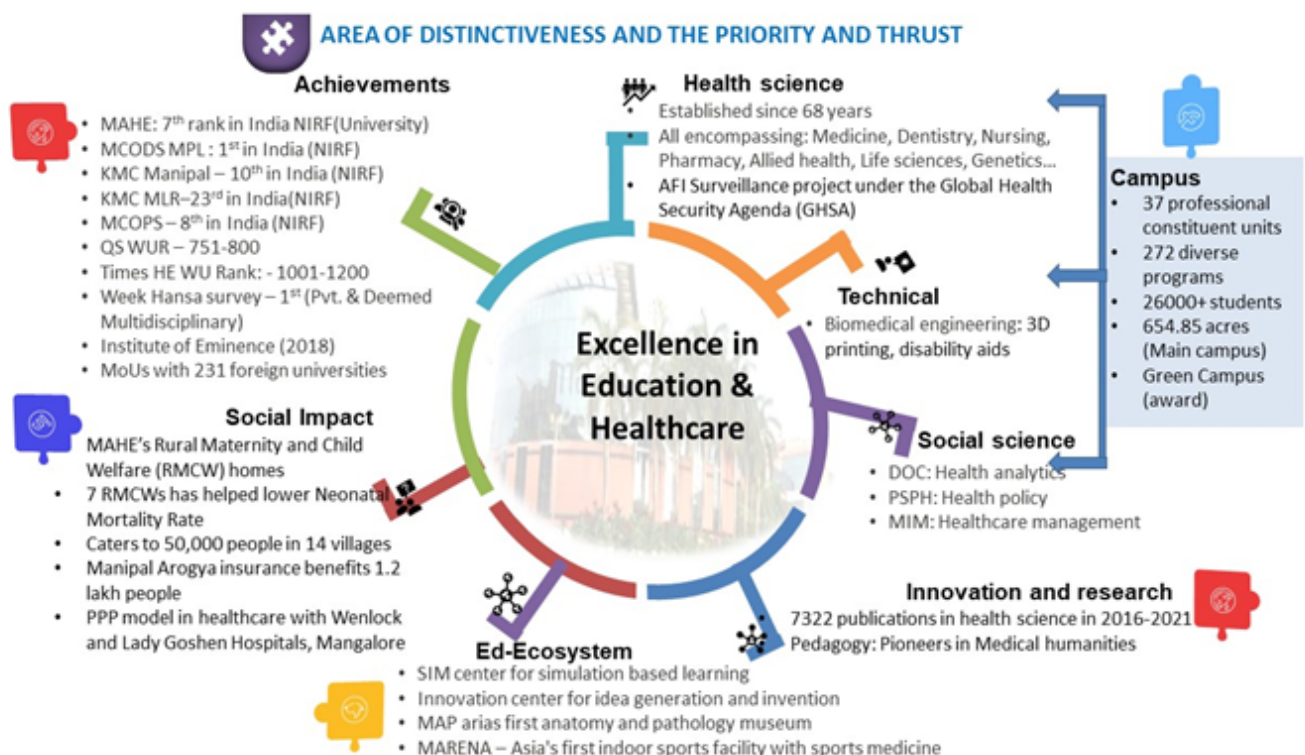 AREA OF DISTINCTIVENESS AND THE PRIORITY AND THRUST
Achievements
• MAHE: 7th rank in India NIRF(University)
• MCODS MPL : 1st in India (NIRF)
• KMC Manipal – 10th in India (NIRF)
• KMC MLR–23rd in India(NIRF)
• MCOPS – 8th in India (NIRF)
• QS WUR – 751-800
• Times HE WU Rank: - 1001-1200
• Week Hansa survey – 1st (Pvt. & Deemed
Multidisciplinary)
• Institute of Eminence (2018)
• MoUs with 231 foreign universities
Health science
• Established since 68 years
• All encompassing: Medicine, Dentistry, Nursing,
Pharmacy, Allied health, Life sciences, Genetics...
• AFI Surveillance project under the Global Health
Security Agenda (GHSA)
Campus
• 37 professional
constituent units
• 272 diverse
programs
• 26000+ students
• 654.85 acres
(Main campus)
• Green Campus
(award)
Technical
• Biomedical engineering: 3D
printing, disability aids
Excellence in
Education &
Healthcare
Social Impact
MAHE's Rural Maternity and Child
Welfare (RMCW) homes
• 7 RMCWs has helped lower Neonatal
Mortality Rate
• Caters to 50,000 people in 14 villages
• Manipal Arogya insurance benefits 1.2
lakh people
• PPP model in healthcare with Wenlock
and Lady Goshen Hospitals, Mangalore
Social science
• DOC: Health analytics
• PSPH: Health policy
• MIM: Healthcare management
Innovation and research
• 7322 publications in health science in 2016-2021
• Pedagogy: Pioneers in Medical humanities
Ed-Ecosystem
• SIM center for simulation based learning
• Innovation center for idea generation and invention
• MAP arias first anatomy and pathology museum
• MARENA – Asia's first indoor sports facility with sports medicine